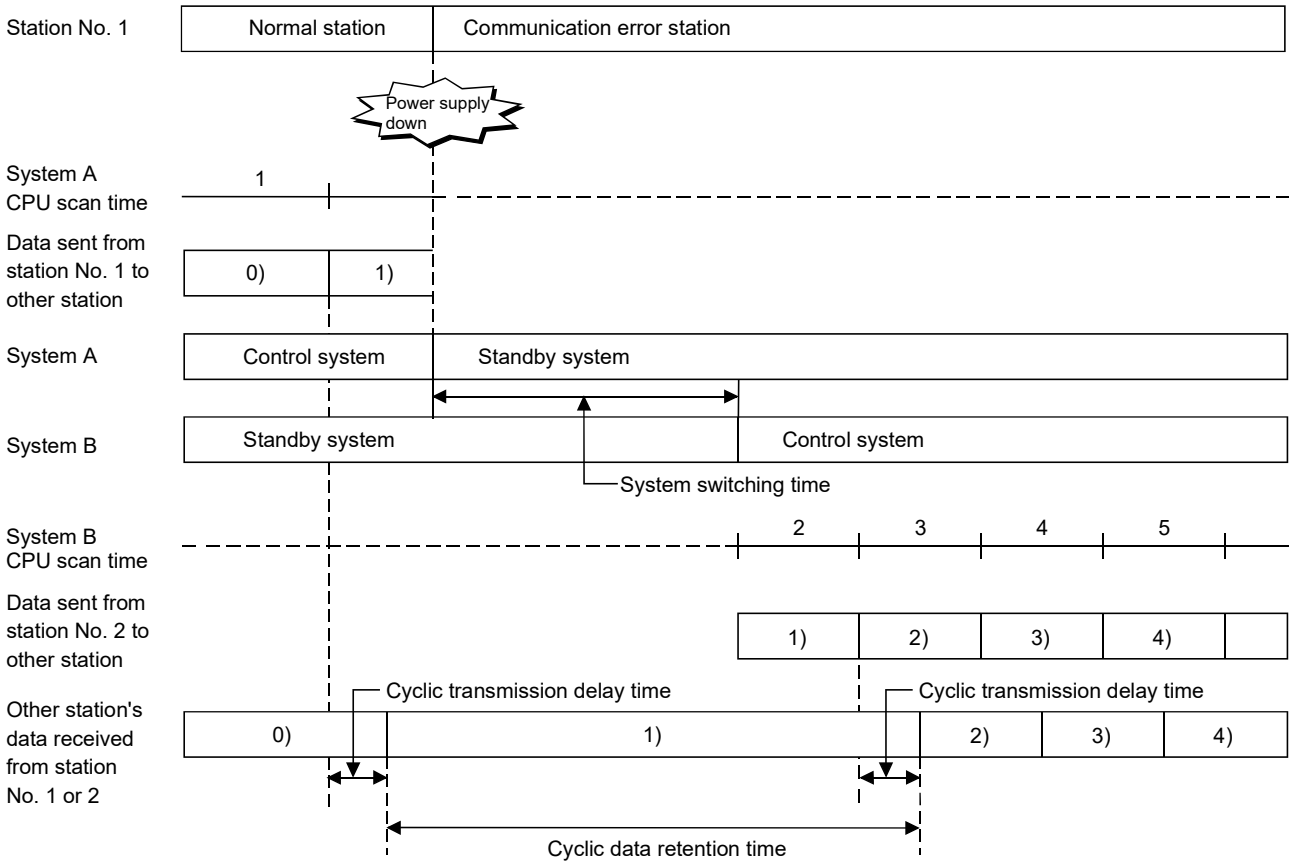 Station No. 1
Normal station
Communication error station
Power supply
down
System A
CPU scan time
1
Data sent from
station No. 1 to
other station
0)
1)
System A
Control system
Standby system
System B
Standby system
Control system
System switching time
System B
CPU scan time
2
3
4
5
Data sent from
station No. 2 to
other station
1)
2)
3)
4)
Cyclic transmission delay time
Cyclic transmission delay time
Other station's
data received
from station
No. 1 or 2
0)
1)
2)
3)
4)
Cyclic data retention time